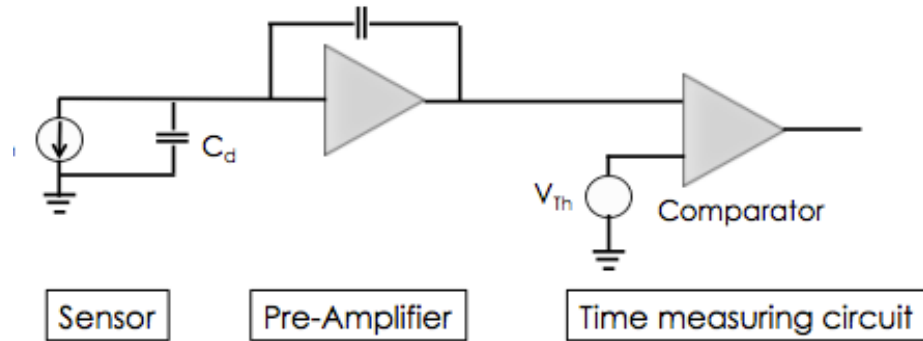 C_d
V_Th
Comparator
Sensor
Pre-Amplifier
Time measuring circuit